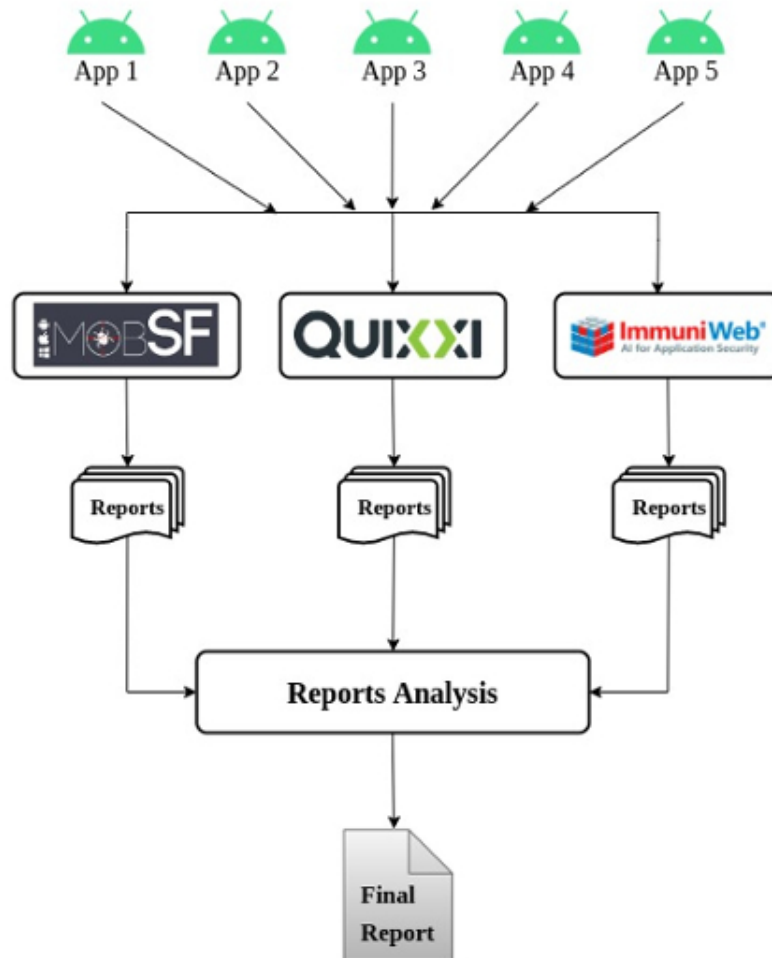 App 1
App 2
App 3
App 4
App 5
MOBSF
QUIXXI
ImmuniWeb®
AI for Application Security
Reports
Reports
Reports
Reports Analysis
Final
Report